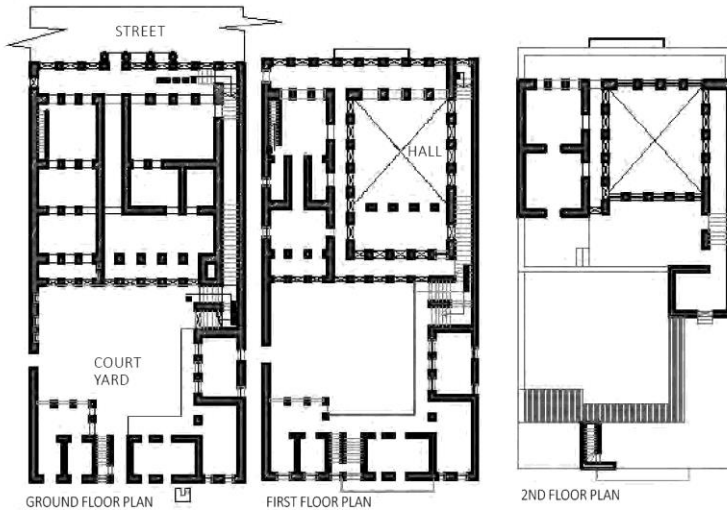 STREET
HALL
COURT
YARD
GROUND FLOOR PLAN
FIRST FLOOR PLAN
2ND FLOOR PLAN